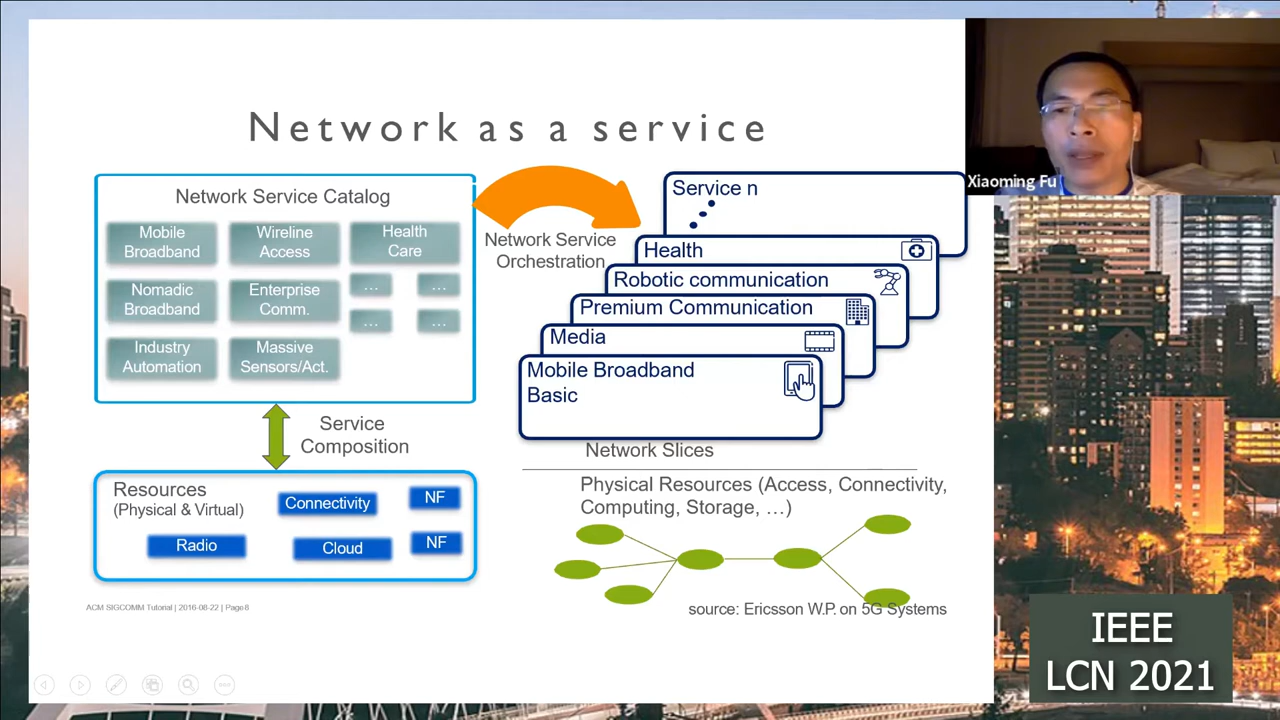 Network as a service
Network Service Catalog
Mobile
Broadband
Wireline
Access
Health
Care
Nomadic
Broadband
Enterprise
Comm.
...
...
...
...
Industry
Automation
Massive
Sensors/Act.
Network Service
Orchestration
Service n
Health
Robotic communication
Premium Communication
Media
Mobile Broadband
Basic
Service
Composition
Resources
(Physical & Virtual)
Connectivity
NF
Radio
Cloud
NF
Network Slices
Physical Resources (Access, Connectivity,
Computing, Storage, ...)
source: Ericsson W.P. on 5G Systems
ACM SIGCOMM Tutorial | 2016-08-22 | Page 8
Xiaoming Fu
IEEE
LCN 2021